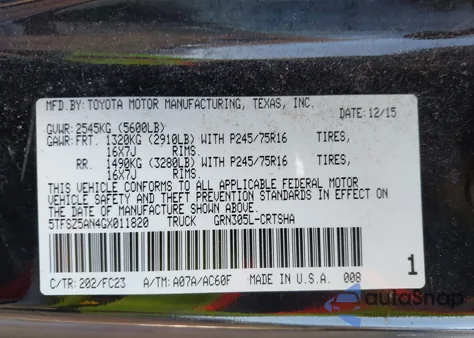 MFD.BY: TOYOTA MOTOR MANUFACTURING, TEXAS, INC.
DATE: 12/15
GVWR: 2545KG (5600LB)
GAWR: FRT. 1320KG (2910LB) WITH P245/75R16 TIRES,
16X7J RIMS.
RR. 1490KG (3280LB) WITH P245/75R16 TIRES,
16X7J RIMS.
THIS VEHICLE CONFORMS TO ALL APPLICABLE FEDERAL MOTOR
VEHICLE SAFETY AND THEFT PREVENTION STANDARDS IN EFFECT ON
THE DATE OF MANUFACTURE SHOWN ABOVE.
5TFSZ5AN4GX011820 TRUCK GRN305L-CRTSHA
C/TR: 202/FC23 A/TM: A07A/AC60F MADE IN U.S.A. 008
1
autoSnap